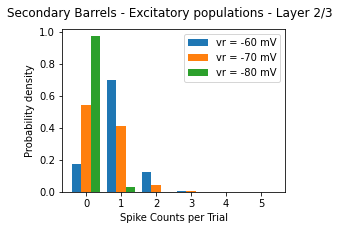 Secondary Barrels - Excitatory populations - Layer 2/3
1.0
0.8
0.6
0.4
0.2
0.0
Probability density
vr = -60 mV
vr = -70 mV
vr = -80 mV
0 1 2 3 4 5
Spike Counts per Trial